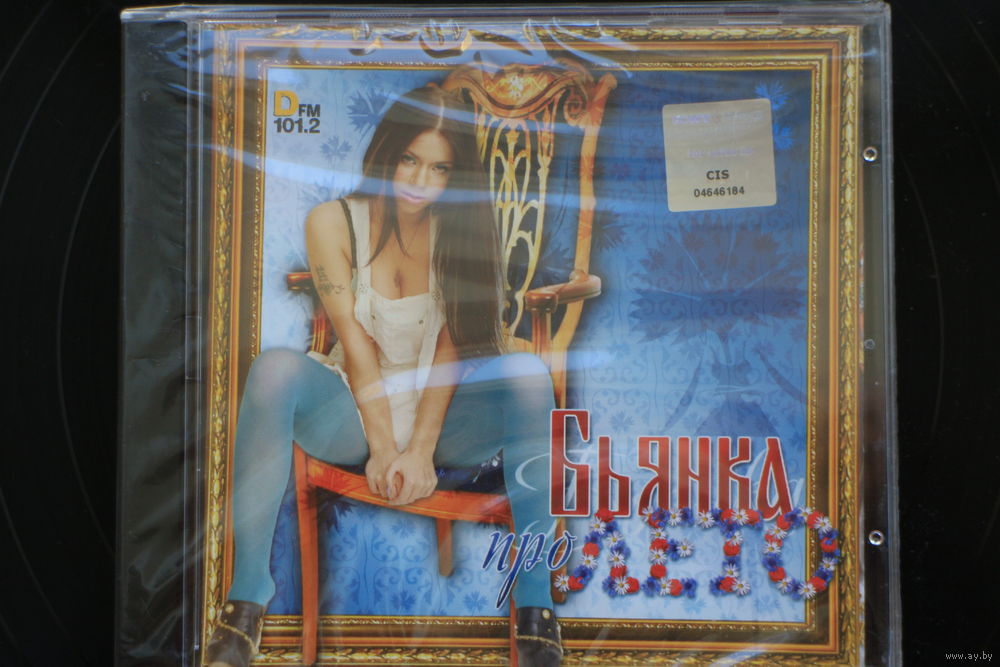 DFM
101.2
CIS
04646184
Бьянка
про ЛЕТО
www.ay.by